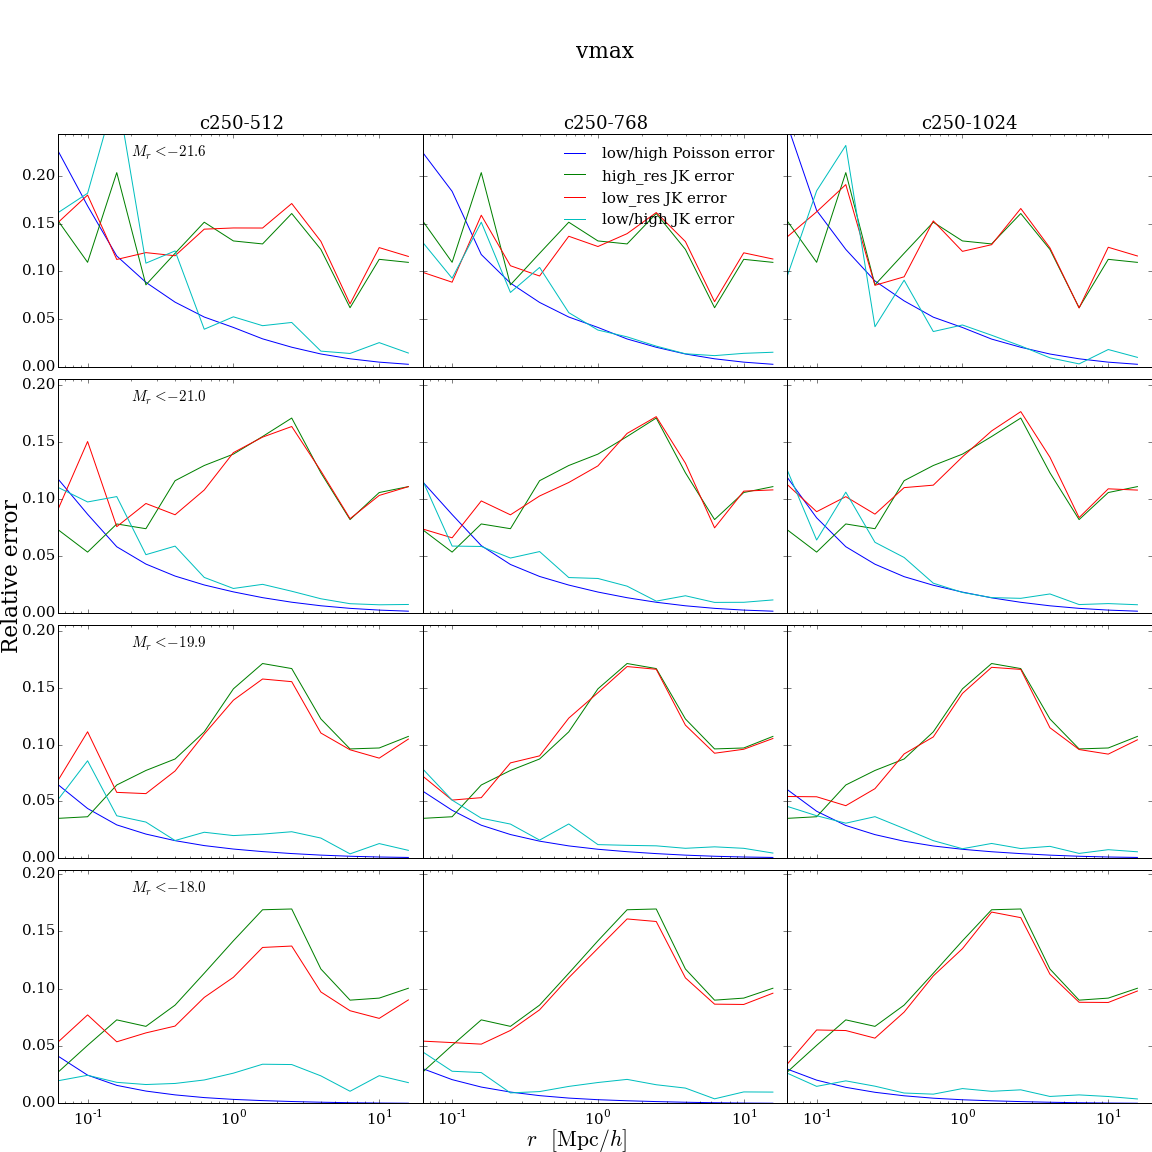 vmax
c250-512 c250-768 c250-1024
M_r < −21.6
low/high Poisson error
high_res JK error
low_res JK error
low/high JK error
0.20
0.15
0.10
0.05
0.00
M_r < −21.0
0.20
0.15
0.10
0.05
0.00
Relative error
M_r < −19.9
0.20
0.15
0.10
0.05
0.00
M_r < −18.0
0.20
0.15
0.10
0.05
0.00
10^-1 10^0 10^1 10^-1 10^0 10^1 10^-1 10^0 10^1
r [Mpc/h]